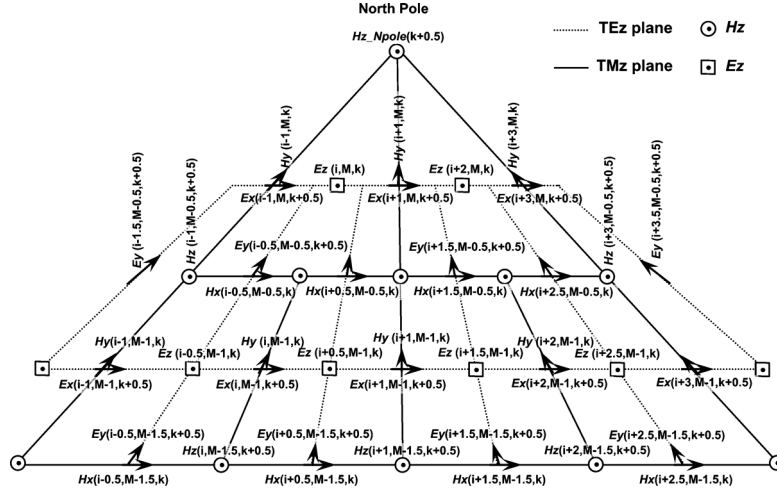 North Pole
Hz_Npole(k+0.5)
TEz plane
Hz
TMz plane
Ez
Ey (i-1.5,M-0.5,k+0.5)
Hz (i-1,M-0.5,k+0.5)
Hy (i-1,M,k)
Hy (i+1,M,k)
Hy (i+3,M,k)
Hz (i+3,M-0.5,k+0.5)
Ey (i+3.5,M-0.5,k+0.5)
Ez (i,M,k)
Ez (i+2,M,k)
Ex(i-1,M,k+0.5)
Ex(i+1,M,k+0.5)
Ex(i+3,M,k+0.5)
Ey(i-0.5,M-0.5,k+0.5)
Ey(i+1.5,M-0.5,k+0.5)
Hx(i-0.5,M-0.5,k)
Hx(i+0.5,M-0.5,k)
Hx(i+1.5,M-0.5,k)
Hx(i+2.5,M-0.5,k)
Hy(i-1,M-1,k)
Ez (i-0.5,M-1,k)
Hy (i,M-1,k)
Ez (i+0.5,M-1,k)
Hy (i+1,M-1,k)
Ez (i+1.5,M-1,k)
Hy (i+2,M-1,k)
Ez (i+2.5,M-1,k)
Ex(i-1,M-1,k+0.5)
Ex(i,M-1,k+0.5)
Ex(i+1,M-1,k+0.5)
Ex(i+2,M-1,k+0.5)
Ex(i+3,M-1,k+0.5)
Ey(i-0.5,M-1.5,k+0.5)
Ey(i+0.5,M-1.5,k+0.5)
Ey(i+1.5,M-1.5,k+0.5)
Ey(i+2.5,M-1.5,k+0.5)
Hz(i,M-1.5,k+0.5)
Hz(i+1,M-1.5,k+0.5)
Hz(i+2,M-1.5,k+0.5)
Hx(i-0.5,M-1.5,k)
Hx(i+0.5,M-1.5,k)
Hx(i+1.5,M-1.5,k)
Hx(i+2.5,M-1.5,k)